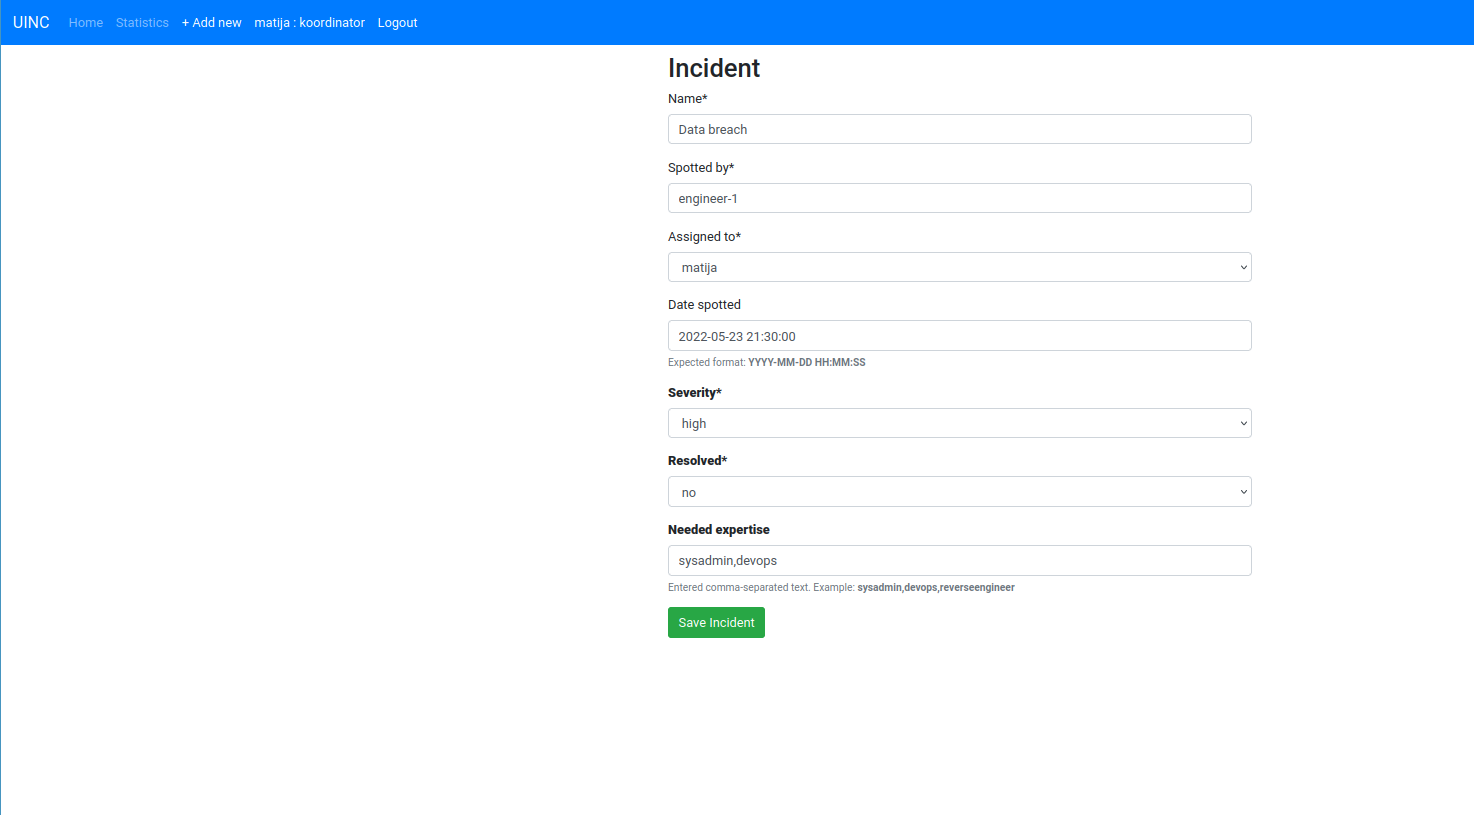 UINC Home Statistics + Add new matija : koordinator Logout
Incident
Name*
Data breach
Spotted by*
engineer-1
Assigned to*
matija
Date spotted
2022-05-23 21:30:00
Expected format: YYYY-MM-DD HH:MM:SS
Severity*
high
Resolved*
no
Needed expertise
sysadmin,devops
Entered comma-separated text. Example: sysadmin,devops,reverseengineer
Save Incident